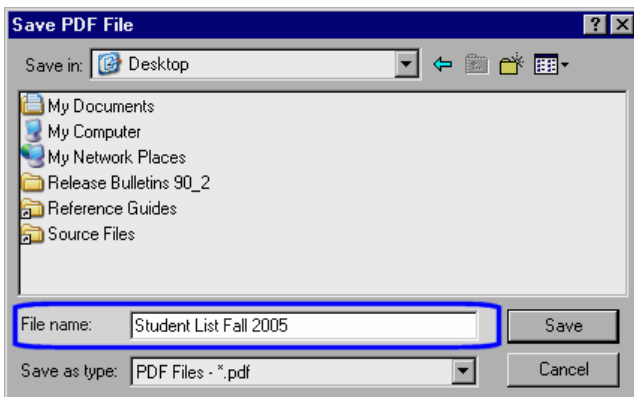 Save PDF File
Save in: Desktop
My Documents
My Computer
My Network Places
Release Bulletins 90_2
Reference Guides
Source Files
File name: Student List Fall 2005 Save
Save as type: PDF Files - *.pdf Cancel